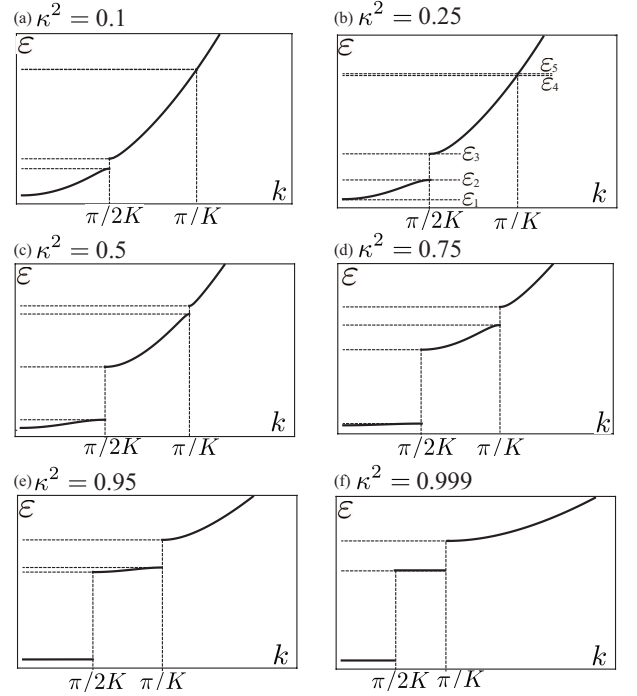 (a) κ² = 0.1
ε
k
π/2K π/K
(b) κ² = 0.25
ε
ε₅
ε₄
ε₃
ε₂
ε₁
k
π/2K π/K
(c) κ² = 0.5
ε
k
π/2K π/K
(d) κ² = 0.75
ε
k
π/2K π/K
(e) κ² = 0.95
ε
k
π/2K π/K
(f) κ² = 0.999
ε
k
π/2K π/K